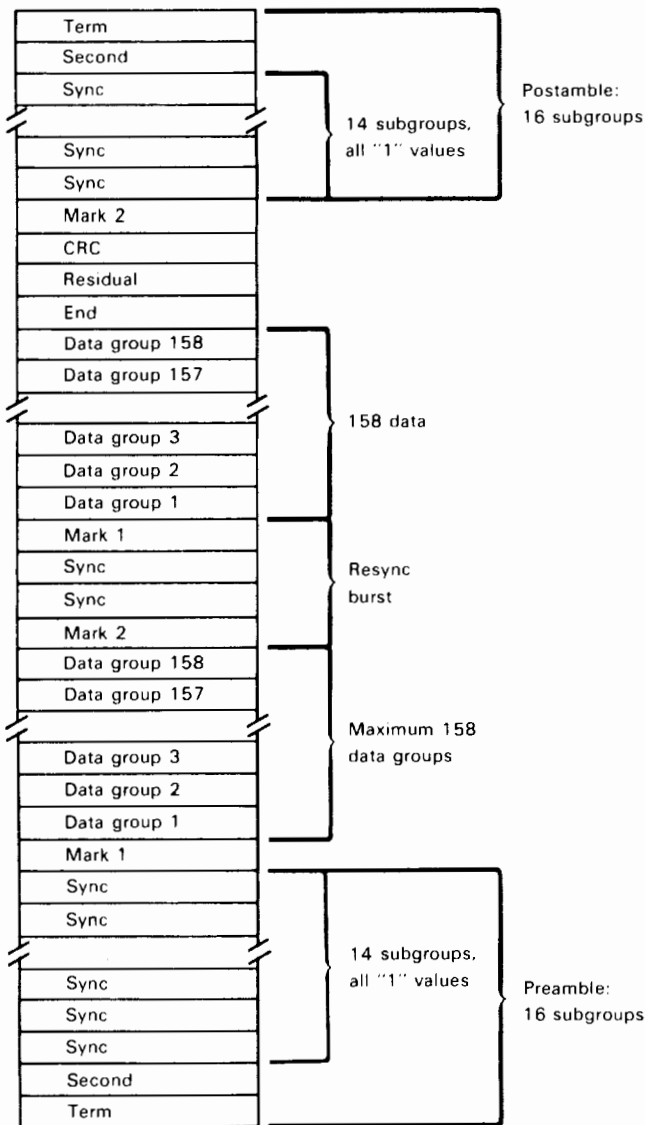 Term
Second
Sync
Sync
Sync
Mark 2
CRC
Residual
End
Data group 158
Data group 157
Data group 3
Data group 2
Data group 1
Mark 1
Sync
Sync
Mark 2
Data group 158
Data group 157
Data group 3
Data group 2
Data group 1
Mark 1
Sync
Sync
Sync
Sync
Sync
Second
Term
14 subgroups,
all "1" values
Postamble:
16 subgroups
158 data
Resync
burst
Maximum 158
data groups
14 subgroups,
all "1" values
Preamble:
16 subgroups